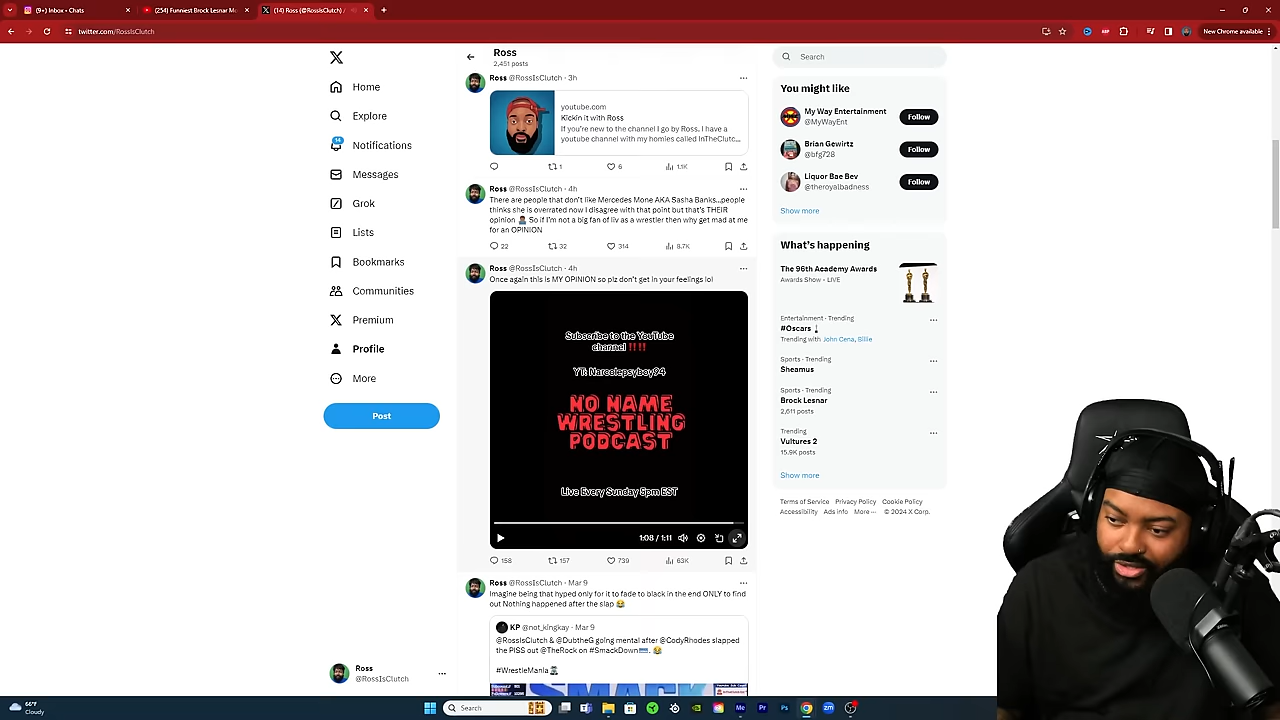 (9+) Inbox • Chats
(254) Funniest Brock Lesnar Mo
(14) Ross (@RossIsClutch) /
twitter.com/RossIsClutch
New Chrome available
Ross
2,451 posts
Search
Home
Explore
14
Notifications
Messages
Grok
Lists
Bookmarks
Communities
Premium
Profile
More
Post
Ross
@RossIsClutch
Ross @RossIsClutch · 3h
youtube.com
Kickin it with Ross
If you're new to the channel I go by Ross. I have a
youtube channel with my homies called InTheClutc...
1
6
1.1K
Ross @RossIsClutch · 4h
There are people that don't like Mercedes Mone AKA Sasha Banks...people
thinks she is overrated now I disagree with that point but that's THEIR
opinion 🤷🏾‍♂️ So if I'm not a big fan of liv as a wrestler then why get mad at me
for an OPINION
22
32
314
8.7K
Ross @RossIsClutch · 4h
Once again this is MY OPINION so plz don't get in your feelings lol
Subscribe to the YouTube
channel ‼️‼️
YT: Narcolepsyboy94
NO NAME
WRESTLING
PODCAST
Live Every Sunday 8pm EST
1:08 / 1:11
158
157
739
63K
Ross @RossIsClutch · Mar 9
Imagine being that hyped only for it to fade to black in the end ONLY to find
out Nothing happened after the slap 😂
KP @not_kingkay · Mar 9
@RossIsClutch & @DubtheG going mental after @CodyRhodes slapped
the PISS out @TheRock on #SmackDown. 😂
#WrestleMania
SMACK
You might like
My Way Entertainment
@MyWayEnt
Follow
Brian Gewirtz
@bfg728
Follow
Liquor Bae Bev
@theroyalbadness
Follow
Show more
What's happening
The 96th Academy Awards
Awards Show · LIVE
Entertainment · Trending
#Oscars
Trending with John Cena, Billie
Sports · Trending
Sheamus
Sports · Trending
Brock Lesnar
2,611 posts
Trending
Vultures 2
15.9K posts
Show more
Terms of Service Privacy Policy Cookie Policy
Accessibility Ads info More ··· © 2024 X Corp.
66°F
Cloudy
Search